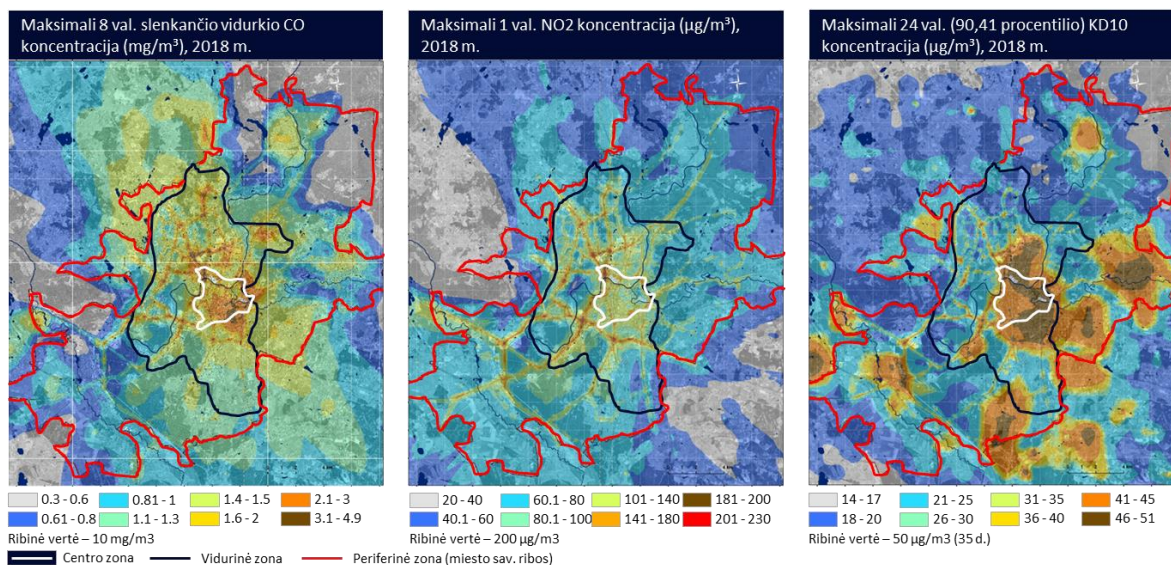 Maksimali 8 val. slenkančio vidurkio CO
koncentracija (mg/m³), 2018 m.
Maksimali 1 val. NO2 koncentracija (µg/m³),
2018 m.
Maksimali 24 val. (90,41 procentilio) KD10
koncentracija (µg/m³), 2018 m.
0.3 - 0.6 0.81 - 1 1.4 - 1.5 2.1 - 3
0.61 - 0.8 1.1 - 1.3 1.6 - 2 3.1 - 4.9
Ribinė vertė – 10 mg/m3
20 - 40 60.1 - 80 101 - 140 181 - 200
40.1 - 60 80.1 - 100 141 - 180 201 - 230
Ribinė vertė – 200 µg/m3
14 - 17 21 - 25 31 - 35 41 - 45
18 - 20 26 - 30 36 - 40 46 - 51
Ribinė vertė – 50 µg/m3 (35 d.)
Centro zona Vidurinė zona Periferinė zona (miesto sav. ribos)